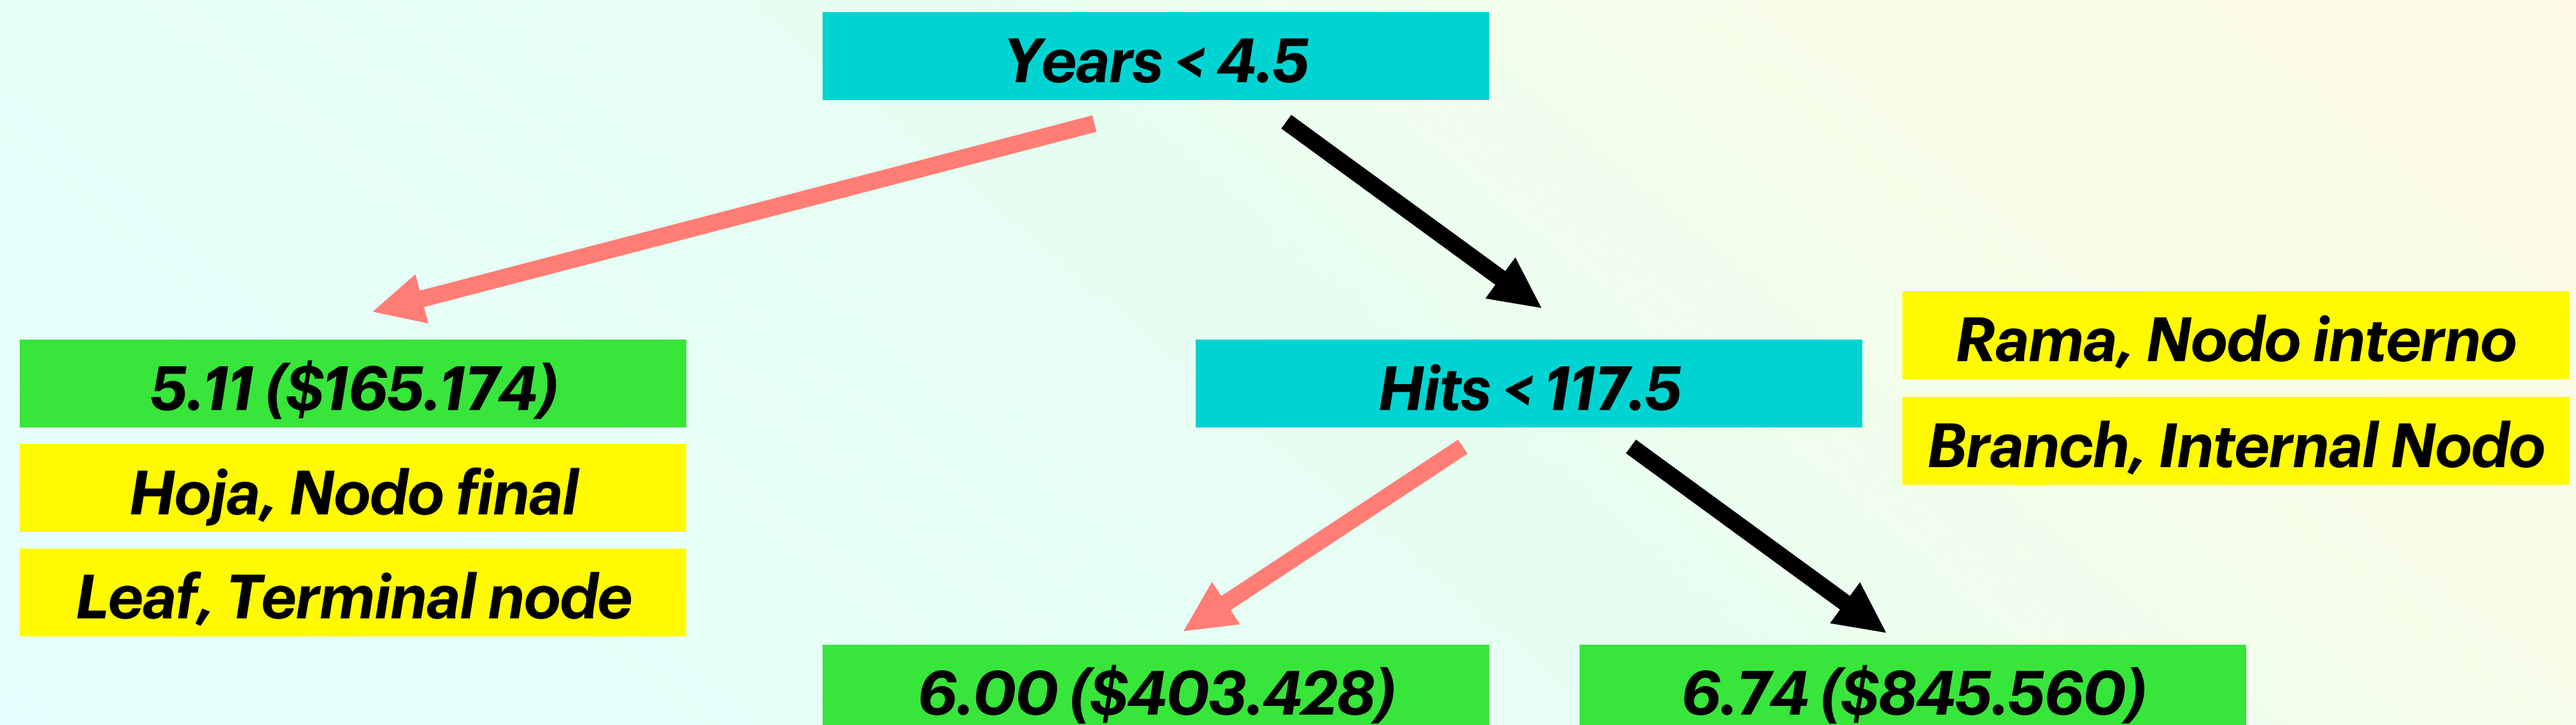 Years < 4.5
5.11 ($165.174)
Hoja, Nodo final
Leaf, Terminal node
Hits < 117.5
Rama, Nodo interno
Branch, Internal Nodo
6.00 ($403.428)
6.74 ($845.560)